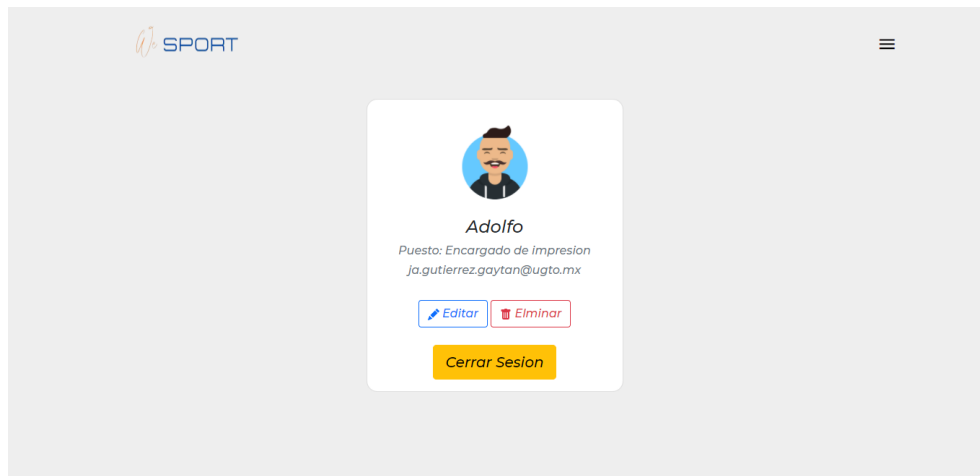 SPORT
Adolfo
Puesto: Encargado de impresion
ja.gutierrez.gaytan@ugto.mx
Editar Elminar
Cerrar Sesion